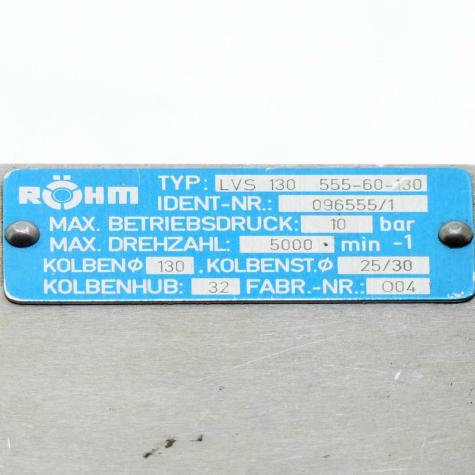 RÖHM
TYP: LVS 130 555-60-130
IDENT-NR.: 096555/1
MAX. BETRIEBSDRUCK: 10 bar
MAX. DREHZAHL: 5000 min -1
KOLBENØ 130 , KOLBENST.Ø 25/30
KOLBENHUB: 32 FABR.-NR.: 004